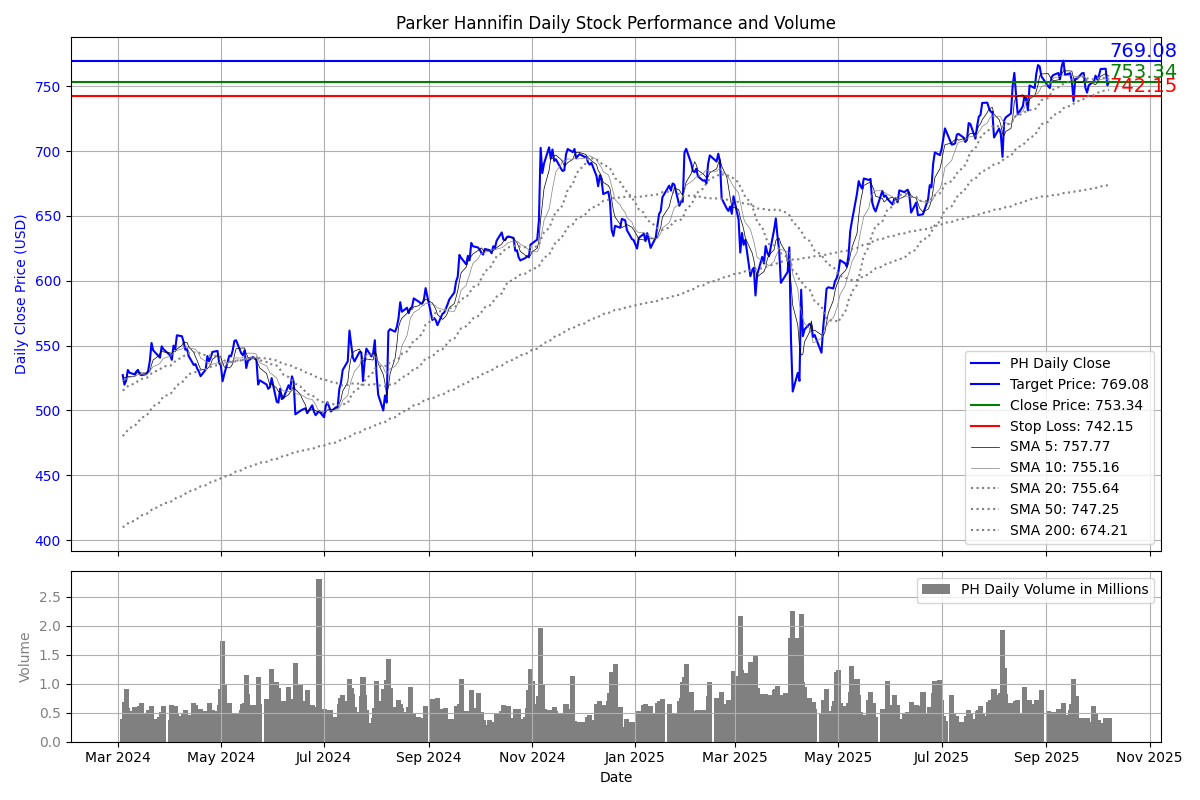 Parker Hannifin Daily Stock Performance and Volume
769.08
753.34
742.15
750
700
650
600
550
500
450
400
Daily Close Price (USD)
PH Daily Close
Target Price: 769.08
Close Price: 753.34
Stop Loss: 742.15
SMA 5: 757.77
SMA 10: 755.16
SMA 20: 755.64
SMA 50: 747.25
SMA 200: 674.21
PH Daily Volume in Millions
2.5
2.0
1.5
1.0
0.5
0.0
Volume
Mar 2024 May 2024 Jul 2024 Sep 2024 Nov 2024 Jan 2025 Mar 2025 May 2025 Jul 2025 Sep 2025 Nov 2025
Date